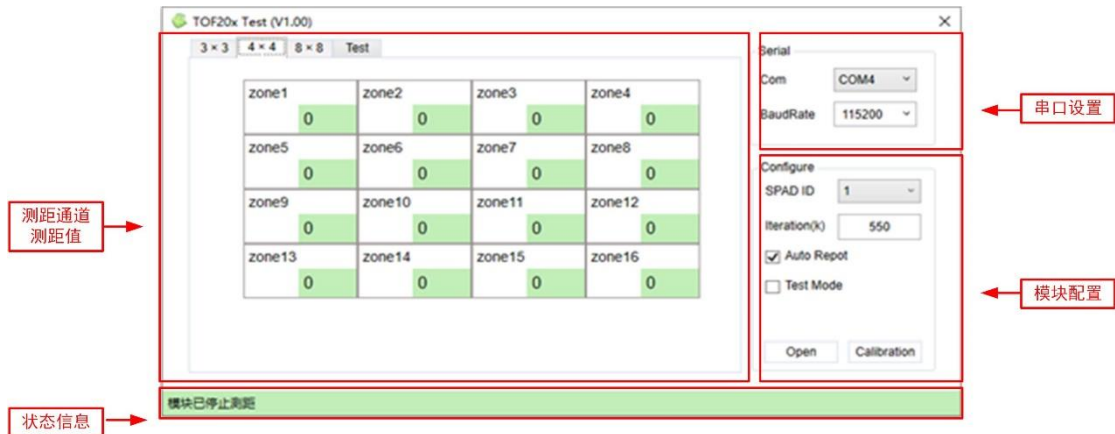 TOF20x Test (V1.00)
3×3 4×4 8×8 Test
zone1 zone2 zone3 zone4
0 0 0 0
zone5 zone6 zone7 zone8
0 0 0 0
zone9 zone10 zone11 zone12
0 0 0 0
zone13 zone14 zone15 zone16
0 0 0 0
Serial
Com COM4
BaudRate 115200
Configure
SPAD ID 1
Iteration(k) 550
Auto Repot
Test Mode
Open Calibration
模块已停止测距
测距通道
测距值
状态信息
串口设置
模块配置